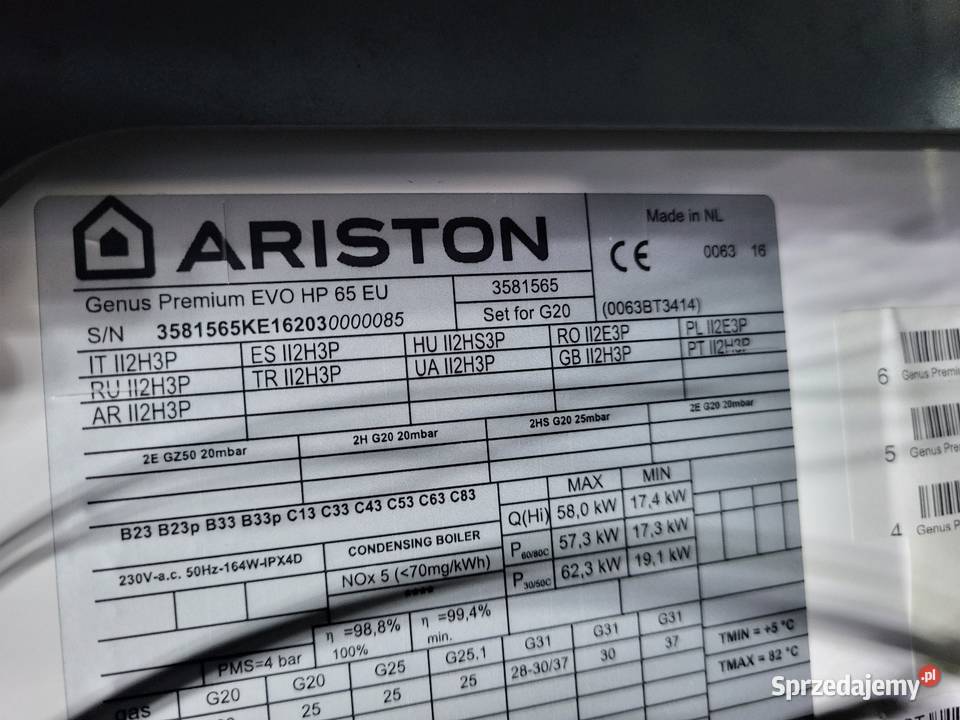 ARISTON
Made in NL
CE 0063 16
Genus Premium EVO HP 65 EU 3581565
S/N 3581565KE162030000085 Set for G20 (0063BT3414)
IT II2H3P ES II2H3P HU II2HS3P RO II2E3P PL II2E3P
RU II2H3P TR II2H3P UA II2H3P GB II2H3P PT II2H3P
AR II2H3P
2E GZ50 20mbar 2H G20 20mbar 2HS G20 25mbar 2E G20 20mbar
B23 B23p B33 B33p C13 C33 C43 C53 C63 C83
MAX MIN
Q(Hi) 58,0 kW 17,4 kW
P60/80C 57,3 kW 17,3 kW
P30/50C 62,3 kW 19,1 kW
230V-a.c. 50Hz-164W-IPX4D
CONDENSING BOILER
NOx 5 (<70mg/kWh)
****
PMS=4 bar
η =98,8%
100%
η =99,4%
min.
TMIN = +5 °C
TMAX = 82 °C
gas G20 G20 G25 G25.1 G31 G31 G31
25 25 25 28-30/37 30 37
6 Genus Premi
5 Genus Pre
4 Genus P
Sprzedajemy.pl